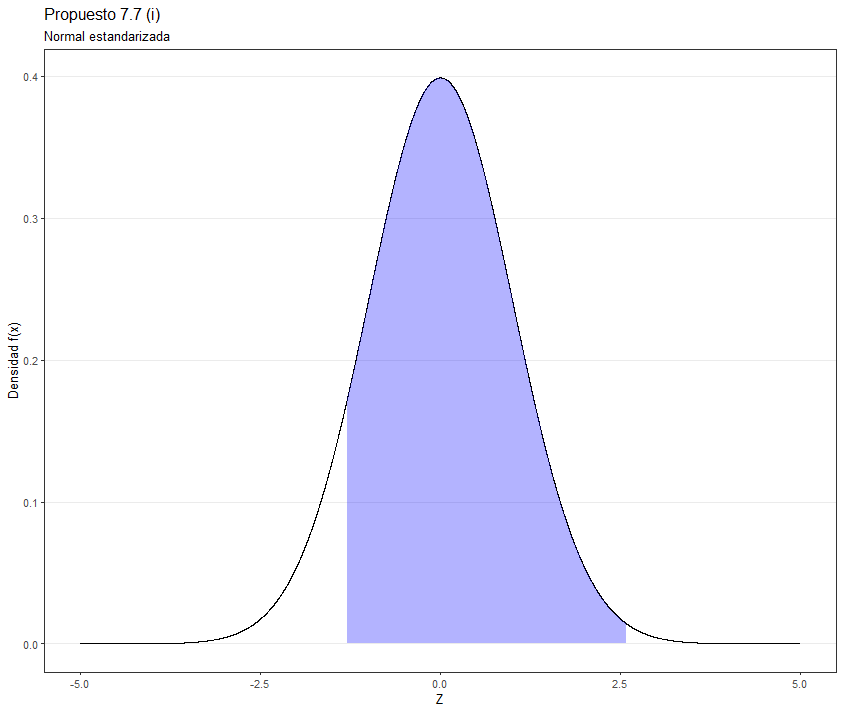 Propuesto 7.7 (i)
Normal estandarizada
Densidad f(x)
0.4
0.3
0.2
0.1
0.0
-5.0 -2.5 0.0 2.5 5.0
Z